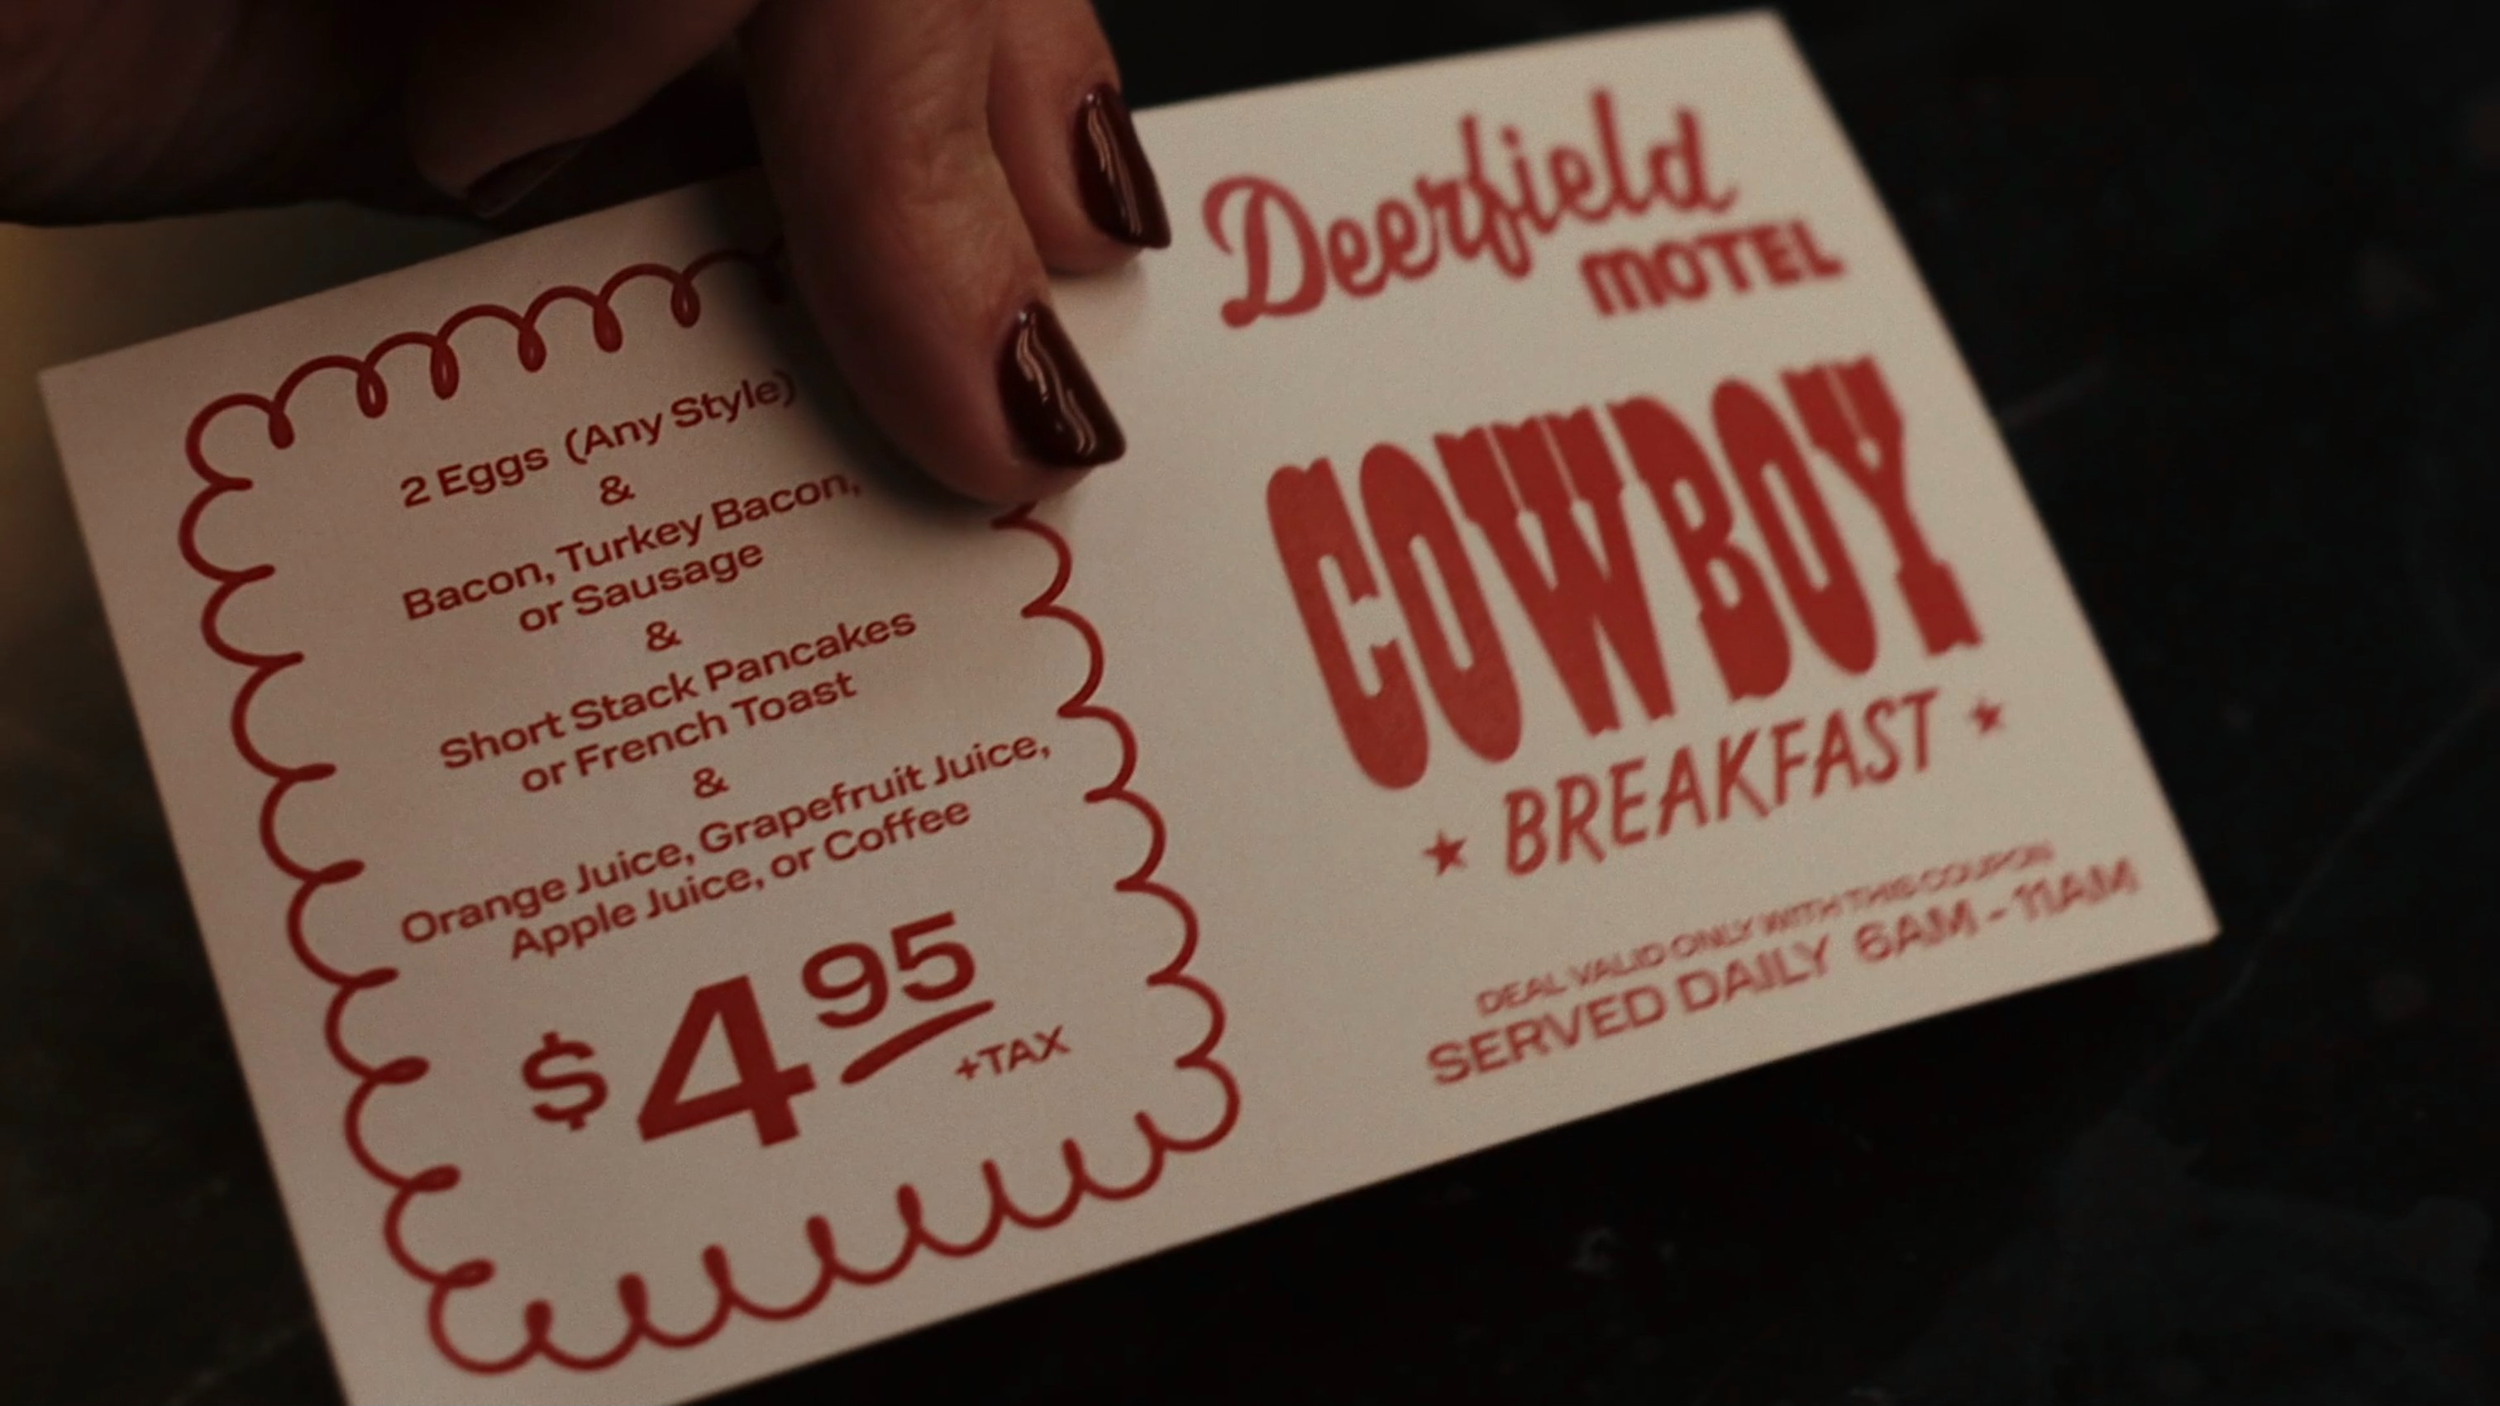 2 Eggs (Any Style)
&
Bacon, Turkey Bacon,
or Sausage
&
Short Stack Pancakes
or French Toast
&
Orange Juice, Grapefruit Juice,
Apple Juice, or Coffee
$4 95
+TAX
Deerfield
MOTEL
COWBOY
★ BREAKFAST ★
DEAL VALID ONLY WITH THIS COUPON
SERVED DAILY 6AM - 11AM